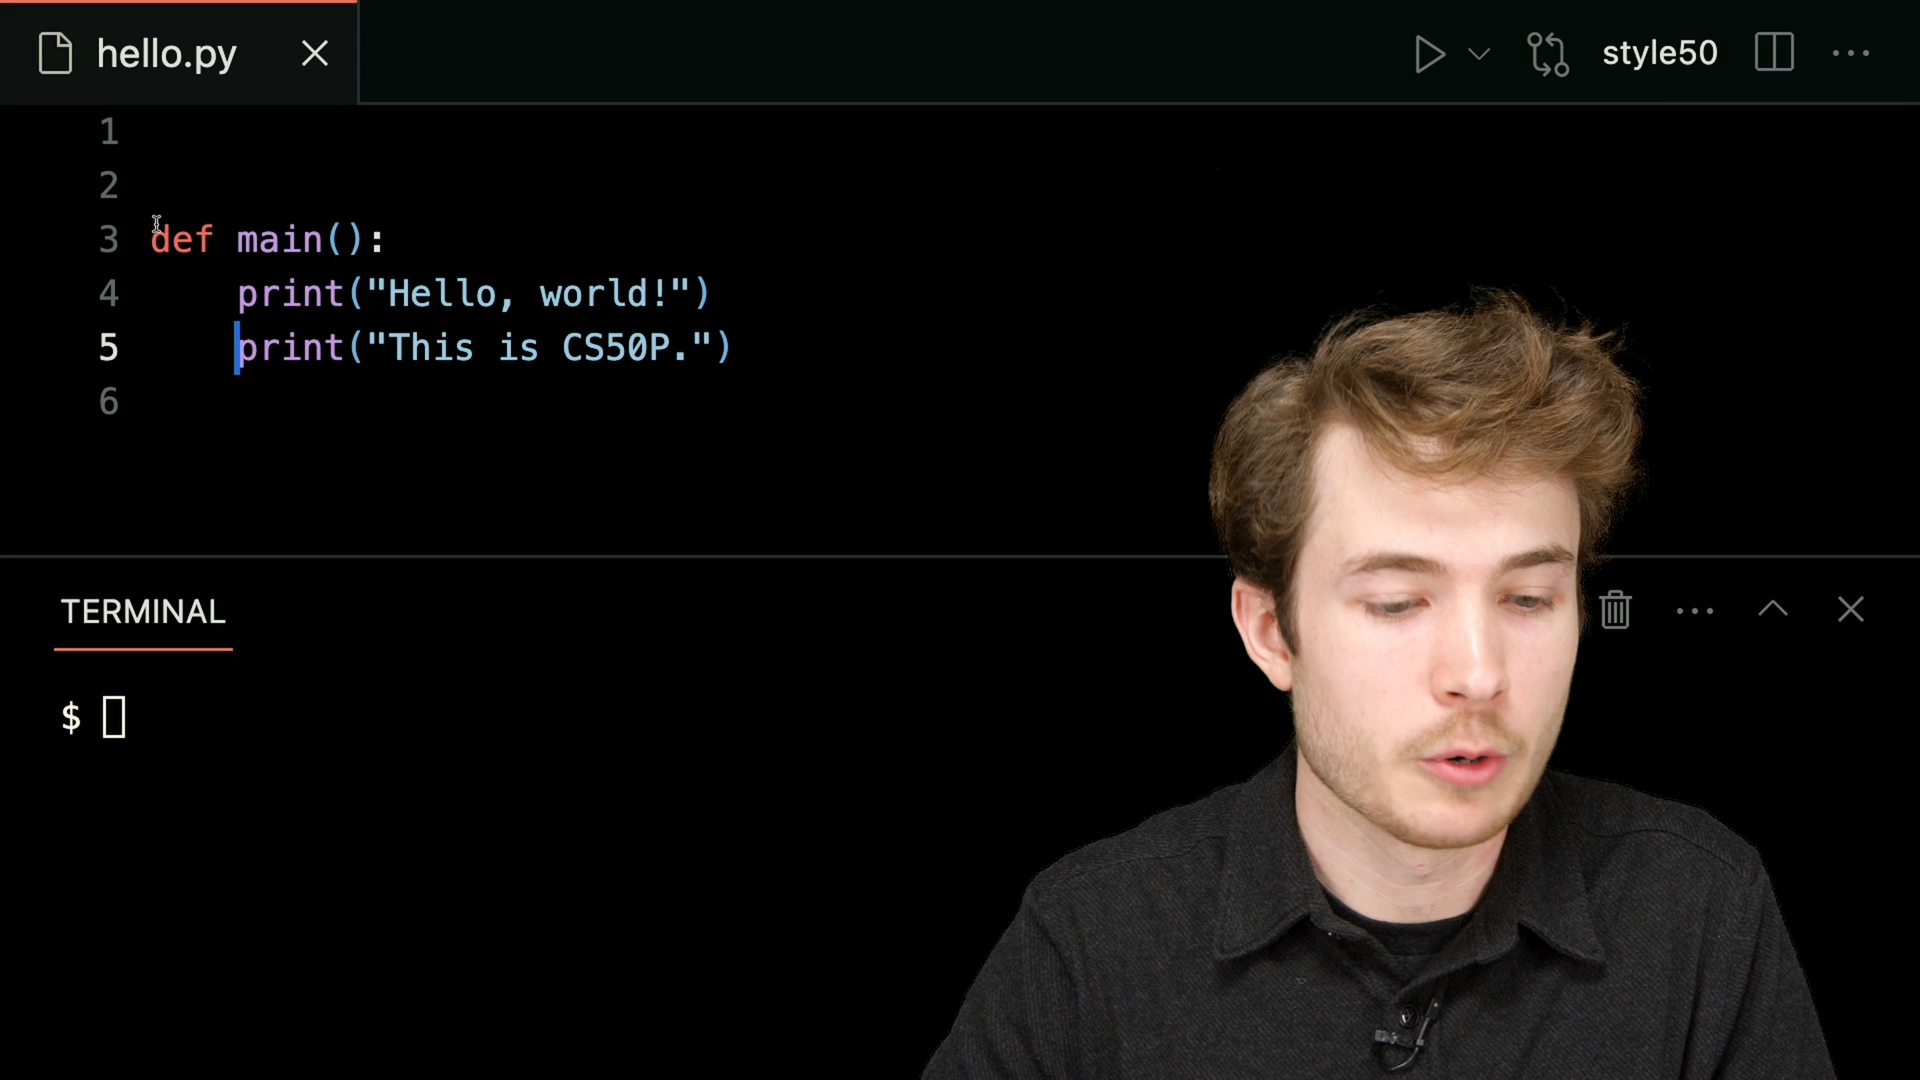 hello.py
style50
1
2
3 def main():
4     print("Hello, world!")
5     print("This is CS50P.")
6
TERMINAL
$